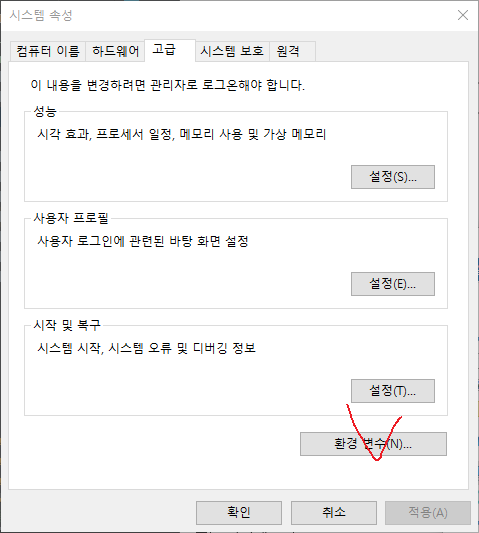 시스템 속성
컴퓨터 이름 하드웨어 고급 시스템 보호 원격
이 내용을 변경하려면 관리자로 로그온해야 합니다.
성능
시각 효과, 프로세서 일정, 메모리 사용 및 가상 메모리
설정(S)...
사용자 프로필
사용자 로그인에 관련된 바탕 화면 설정
설정(E)...
시작 및 복구
시스템 시작, 시스템 오류 및 디버깅 정보
설정(T)...
환경 변수(N)...
확인 취소 적용(A)